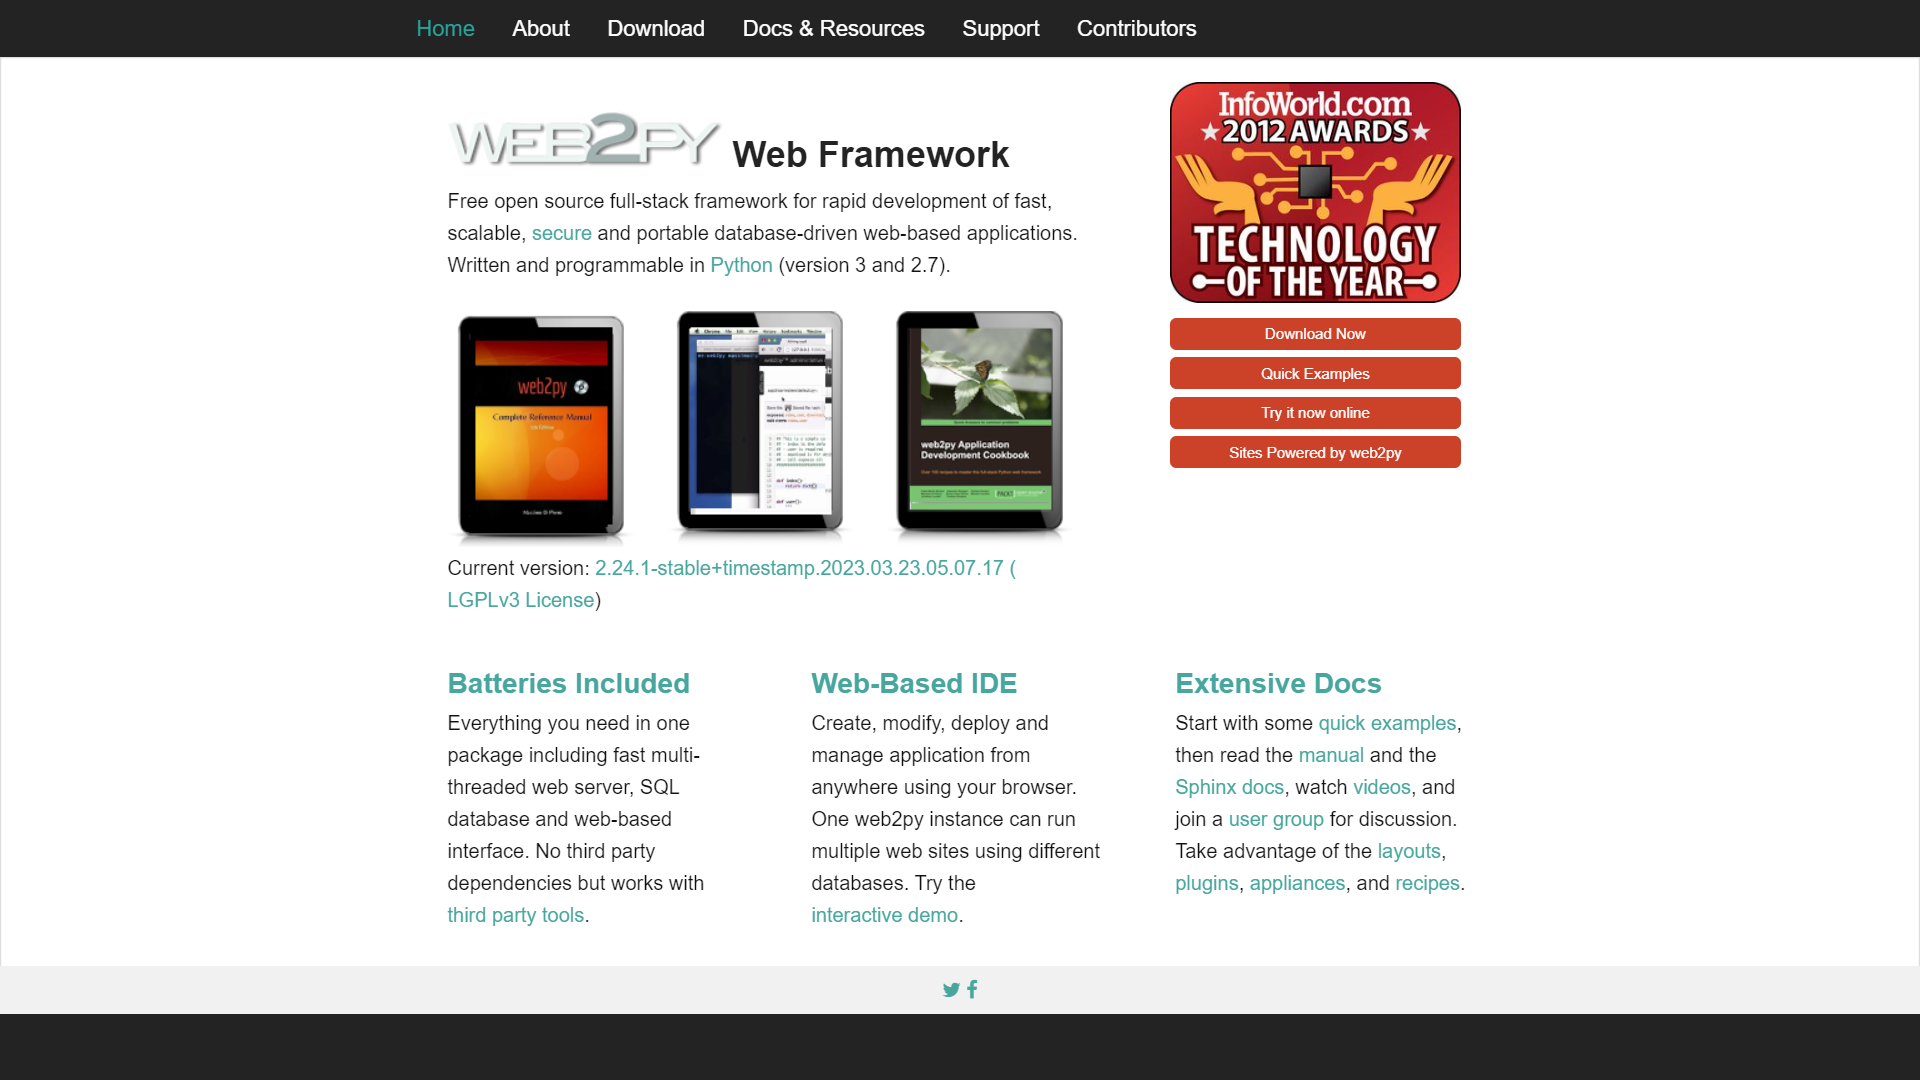 Home About Download Docs & Resources Support Contributors
WEB2PY Web Framework
Free open source full-stack framework for rapid development of fast,
scalable, secure and portable database-driven web-based applications.
Written and programmable in Python (version 3 and 2.7).
web2py
Complete Reference Manual
web2py Application
Development Cookbook
Current version: 2.24.1-stable+timestamp.2023.03.23.05.07.17 (
LGPLv3 License)
InfoWorld.com
2012 AWARDS
TECHNOLOGY
OF THE YEAR
Download Now
Quick Examples
Try it now online
Sites Powered by web2py
Batteries Included
Everything you need in one
package including fast multi-
threaded web server, SQL
database and web-based
interface. No third party
dependencies but works with
third party tools.
Web-Based IDE
Create, modify, deploy and
manage application from
anywhere using your browser.
One web2py instance can run
multiple web sites using different
databases. Try the
interactive demo.
Extensive Docs
Start with some quick examples,
then read the manual and the
Sphinx docs, watch videos, and
join a user group for discussion.
Take advantage of the layouts,
plugins, appliances, and recipes.